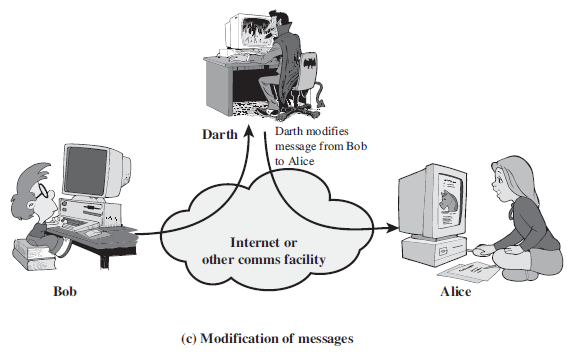 Darth
Darth modifies
message from Bob
to Alice
Internet or
other comms facility
Bob
Alice
(c) Modification of messages